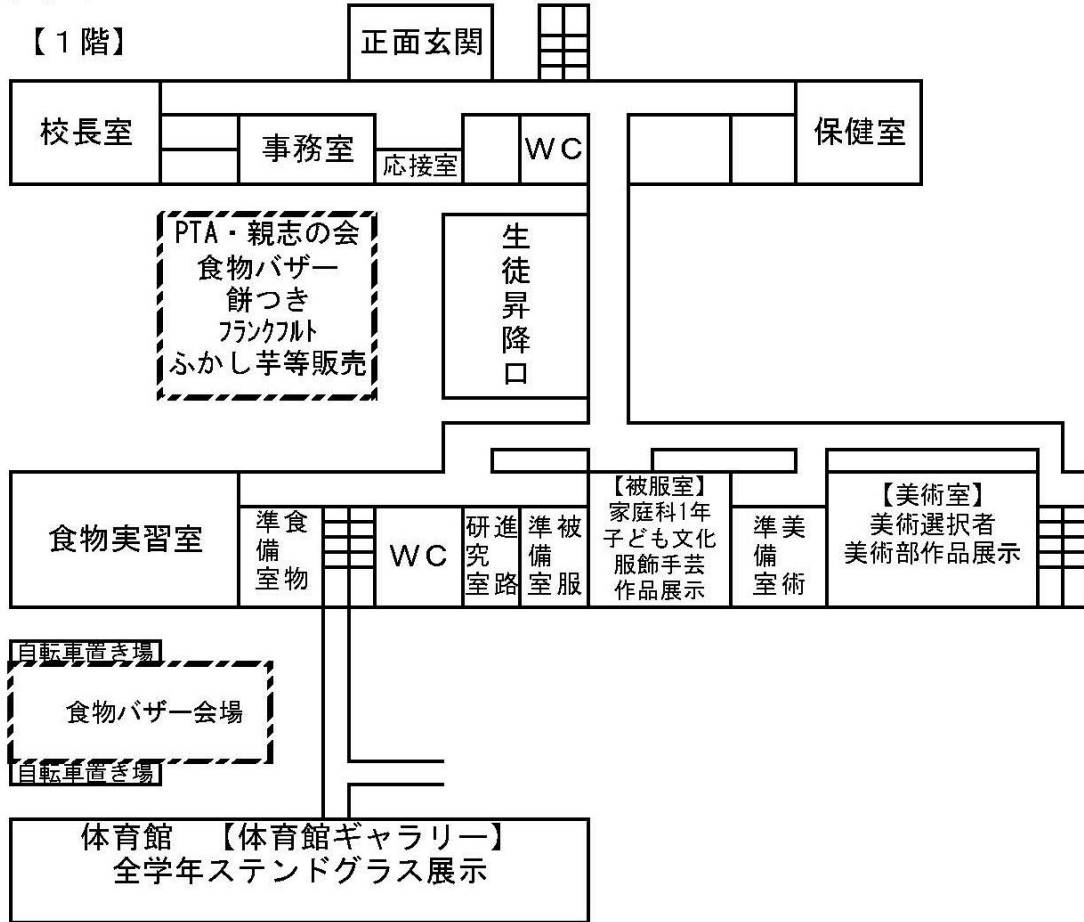 【１階】
正面玄関
校長室
事務室
応接室
ＷＣ
保健室
PTA・親志の会
食物バザー
餅つき
ﾌﾗﾝｸﾌﾙﾄ
ふかし芋等販売
生徒昇降口
食物実習室
食物準備室
ＷＣ
進路研究室
被服準備室
【被服室】
家庭科1年
子ども文化
服飾手芸
作品展示
美術準備室
【美術室】
美術選択者
美術部作品展示
自転車置き場
食物バザー会場
自転車置き場
体育館　【体育館ギャラリー】
全学年ステンドグラス展示